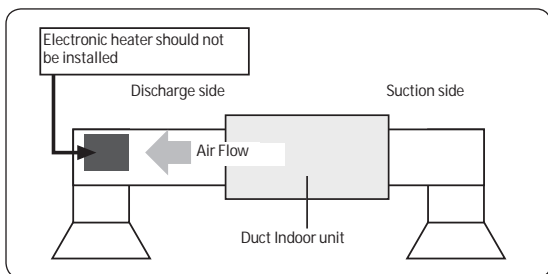 Electronic heater should not
be installed
Discharge side
Suction side
Air Flow
Duct Indoor unit